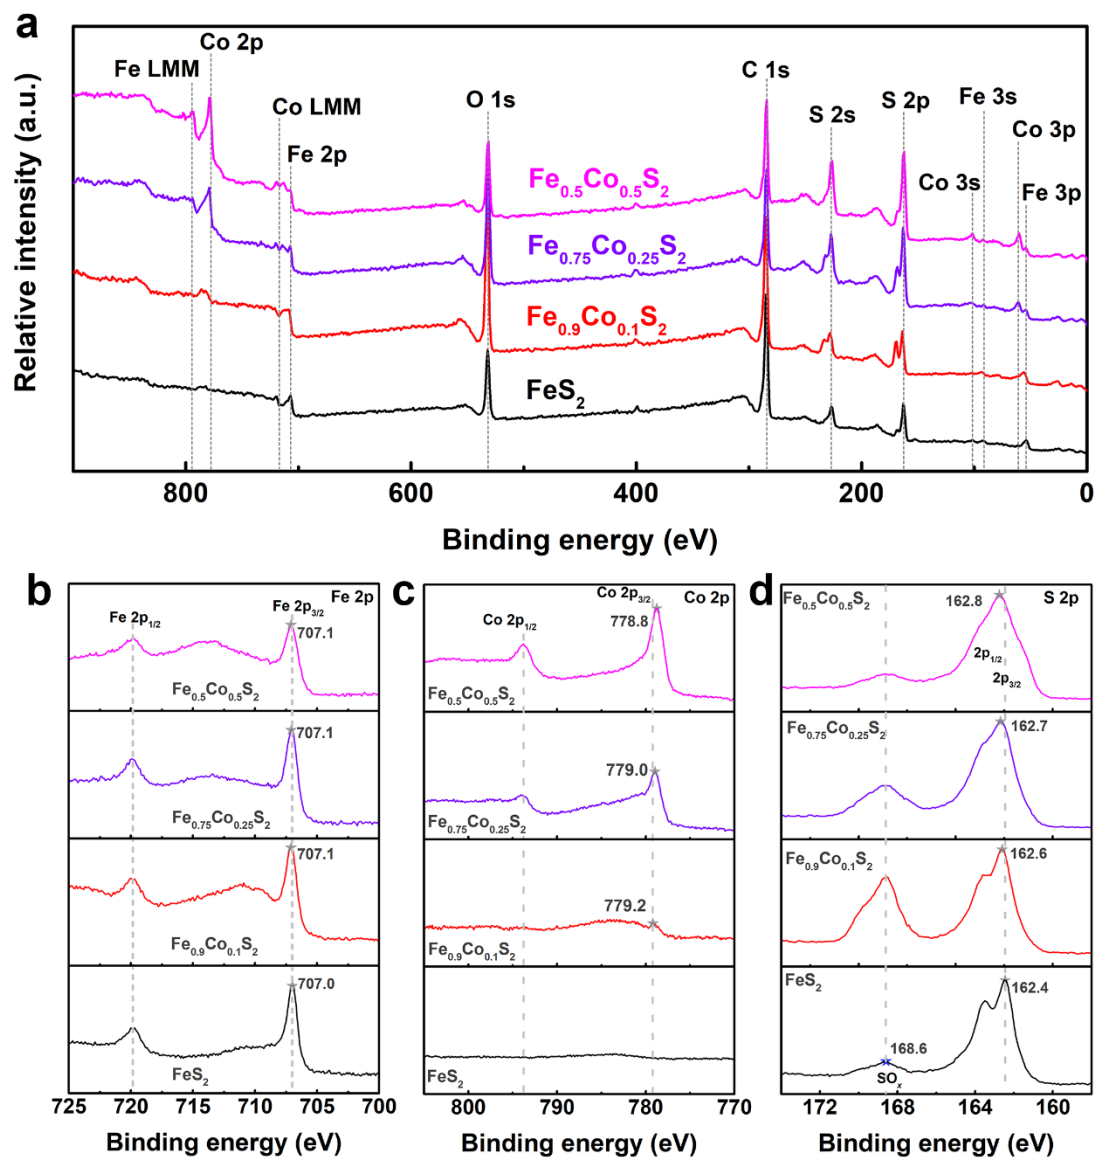 a
Relative intensity (a.u.)
Fe LMM
Co 2p
Co LMM
Fe 2p
O 1s
C 1s
S 2s
S 2p
Fe 3s
Co 3p
Co 3s
Fe 3p
Fe₀.₅Co₀.₅S₂
Fe₀.₇₅Co₀.₂₅S₂
Fe₀.₉Co₀.₁S₂
FeS₂
800 600 400 200 0
Binding energy (eV)
b
Fe 2p
Fe 2p₁/₂
Fe 2p₃/₂
707.1
Fe₀.₅Co₀.₅S₂
707.1
Fe₀.₇₅Co₀.₂₅S₂
707.1
Fe₀.₉Co₀.₁S₂
707.0
FeS₂
725 720 715 710 705 700
Binding energy (eV)
c
Co 2p
Co 2p₃/₂
Co 2p₁/₂
778.8
Fe₀.₅Co₀.₅S₂
779.0
Fe₀.₇₅Co₀.₂₅S₂
779.2
Fe₀.₉Co₀.₁S₂
FeS₂
800 790 780 770
Binding energy (eV)
d
Fe₀.₅Co₀.₅S₂
162.8
S 2p
2p₁/₂
2p₃/₂
Fe₀.₇₅Co₀.₂₅S₂
162.7
Fe₀.₉Co₀.₁S₂
162.6
FeS₂
162.4
168.6
SOₓ
172 168 164 160
Binding energy (eV)